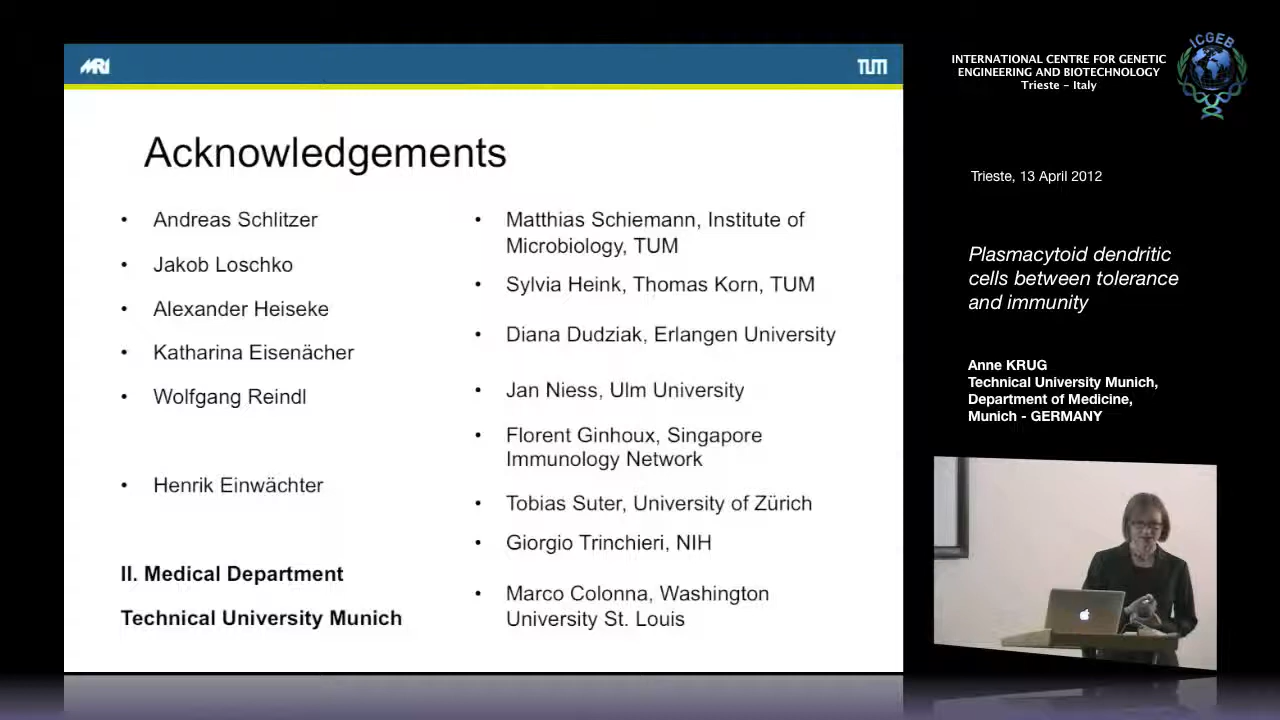 MRI
TUM
Acknowledgements
• Andreas Schlitzer
• Jakob Loschko
• Alexander Heiseke
• Katharina Eisenächer
• Wolfgang Reindl
• Henrik Einwächter
II. Medical Department
Technical University Munich
• Matthias Schiemann, Institute of
Microbiology, TUM
• Sylvia Heink, Thomas Korn, TUM
• Diana Dudziak, Erlangen University
• Jan Niess, Ulm University
• Florent Ginhoux, Singapore
Immunology Network
• Tobias Suter, University of Zürich
• Giorgio Trinchieri, NIH
• Marco Colonna, Washington
University St. Louis
INTERNATIONAL CENTRE FOR GENETIC
ENGINEERING AND BIOTECHNOLOGY
Trieste - Italy
ICGEB
Trieste, 13 April 2012
Plasmacytoid dendritic
cells between tolerance
and immunity
Anne KRUG
Technical University Munich,
Department of Medicine,
Munich - GERMANY